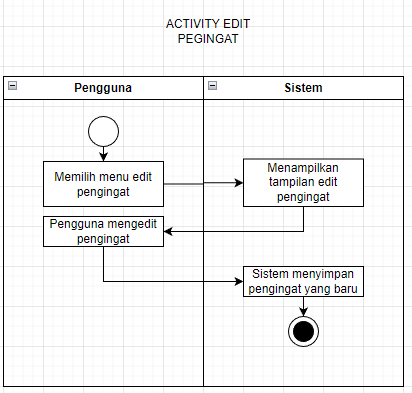 ACTIVITY EDIT
PEGINGAT
Pengguna
Sistem
Memilih menu edit
pengingat
Menampilkan
tampilan edit
pengingat
Pengguna mengedit
pengingat
Sistem menyimpan
pengingat yang baru